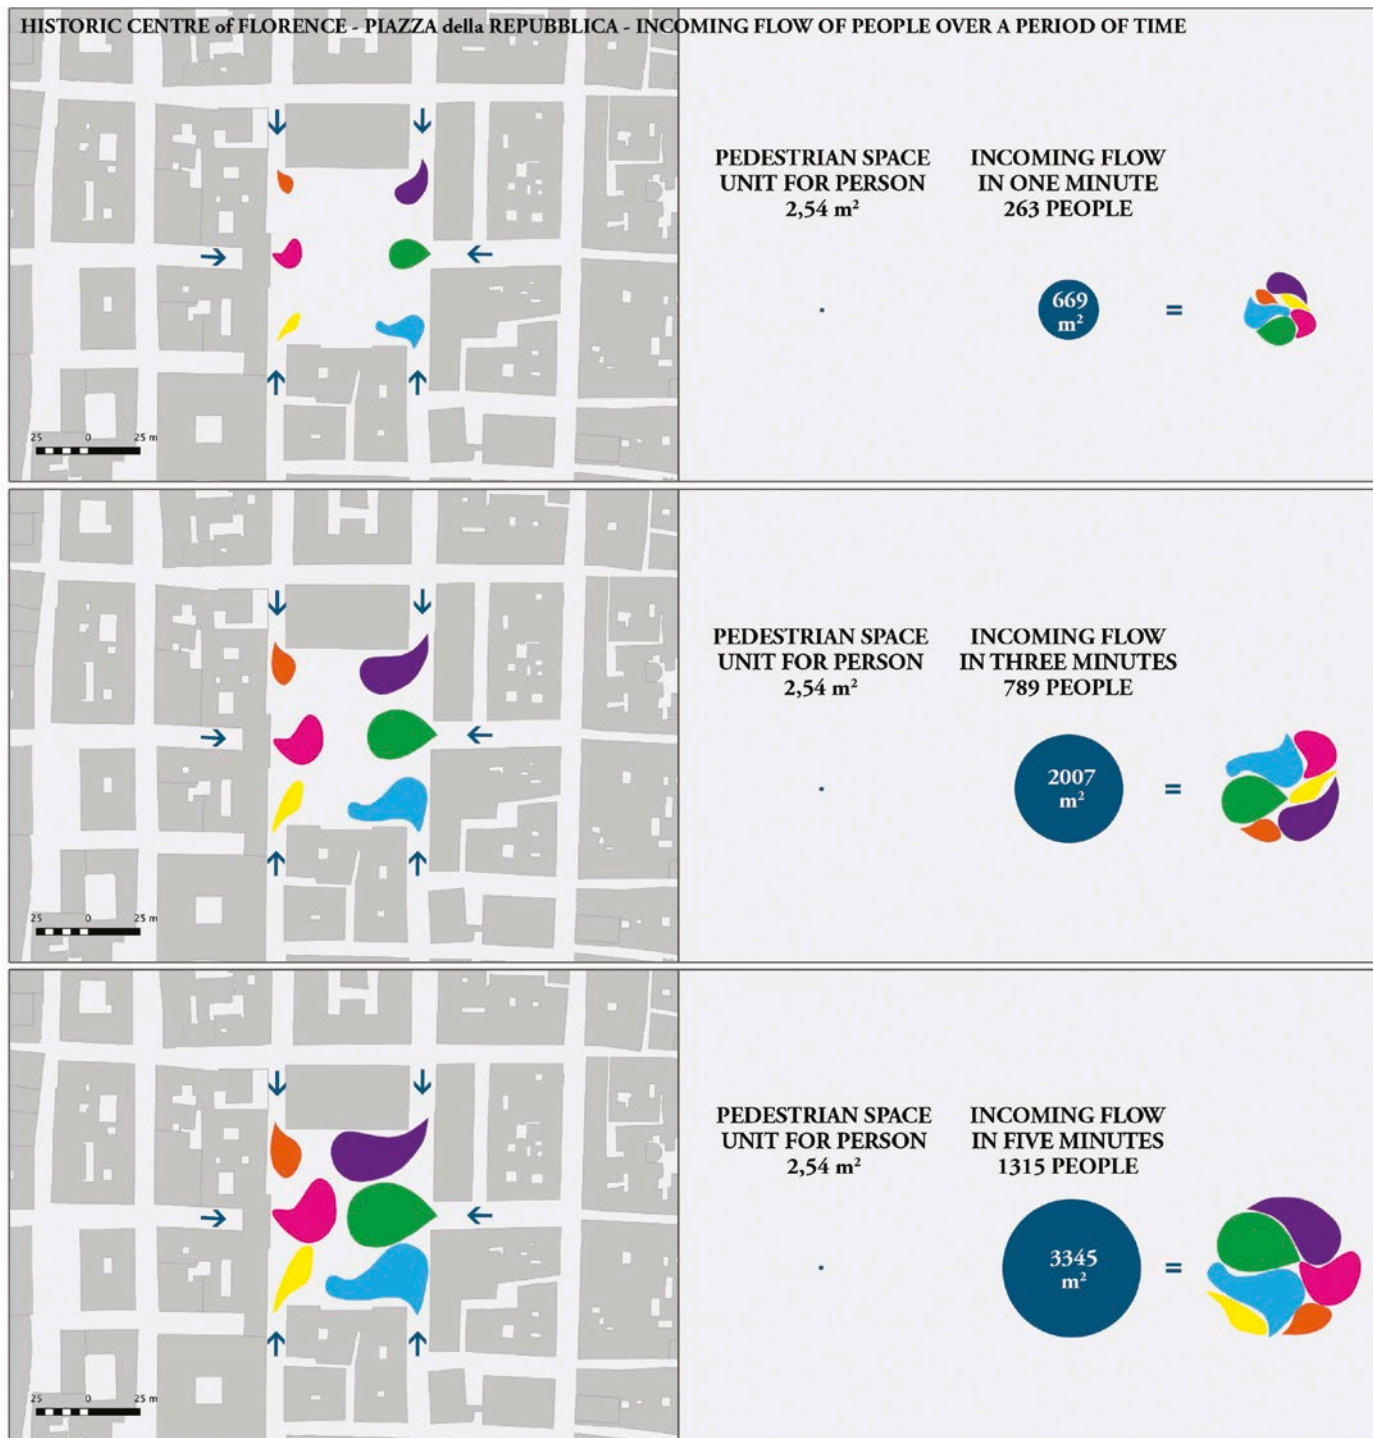 HISTORIC CENTRE of FLORENCE - PIAZZA della REPUBBLICA - INCOMING FLOW OF PEOPLE OVER A PERIOD OF TIME
PEDESTRIAN SPACE
UNIT FOR PERSON
2,54 m²
INCOMING FLOW
IN ONE MINUTE
263 PEOPLE
669
m²
=
25 0 25 m
PEDESTRIAN SPACE
UNIT FOR PERSON
2,54 m²
INCOMING FLOW
IN THREE MINUTES
789 PEOPLE
2007
m²
=
25 0 25 m
PEDESTRIAN SPACE
UNIT FOR PERSON
2,54 m²
INCOMING FLOW
IN FIVE MINUTES
1315 PEOPLE
3345
m²
=
25 0 25 m